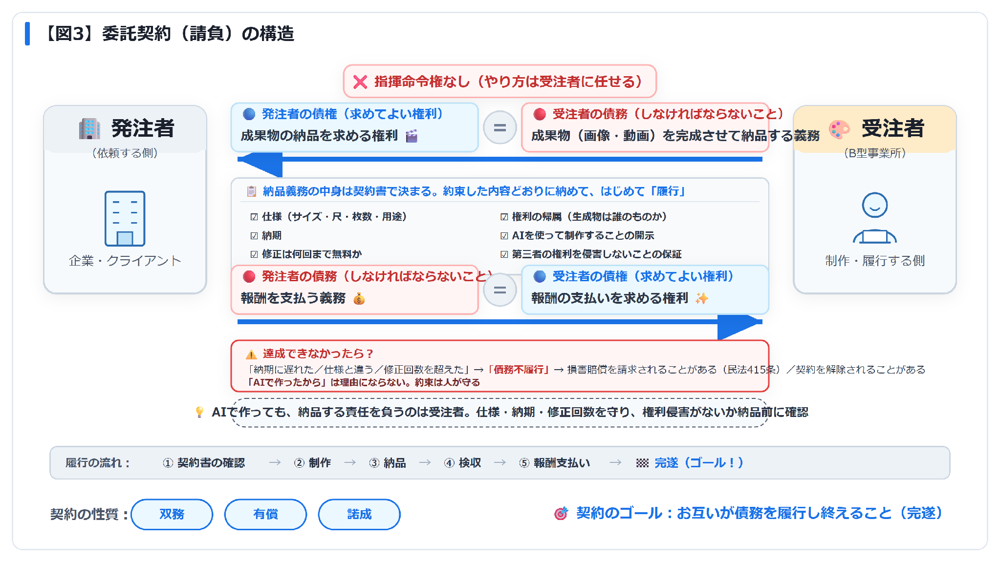 【図3】委託契約（請負）の構造
❌ 指揮命令権なし（やり方は受注者に任せる）
🏢 発注者
（依頼する側）
企業・クライアント
🔵 発注者の債権（求めてよい権利）
成果物の納品を求める権利 🎬
=
🔴 受注者の債務（しなければならないこと）
成果物（画像・動画）を完成させて納品する義務
🎨 受注者
（B型事業所）
制作・履行する側
📋 納品義務の中身は契約書で決まる。約束した内容どおりに納めて、はじめて「履行」
☑ 仕様（サイズ・尺・枚数・用途）
☑ 納期
☑ 修正は何回まで無料か
☑ 権利の帰属（生成物は誰のものか）
☑ AIを使って制作することの開示
☑ 第三者の権利を侵害しないことの保証
🔴 発注者の債務（しなければならないこと）
報酬を支払う義務 💰
=
🔵 受注者の債権（求めてよい権利）
報酬の支払いを求める権利 ✨
⚠️ 達成できなかったら？
「納期に遅れた／仕様と違う／修正回数を超えた」→「債務不履行」→ 損害賠償を請求されることがある（民法415条）／契約を解除されることがある
「AIで作ったから」は理由にならない。約束は人が守る
💡 AIで作っても、納品する責任を負うのは受注者。仕様・納期・修正回数を守り、権利侵害がないか納品前に確認
履行の流れ： ① 契約書の確認 → ② 制作 → ③ 納品 → ④ 検収 → ⑤ 報酬支払い → 🏁 完遂（ゴール！）
契約の性質： 双務 有償 諾成
🎯 契約のゴール：お互いが債務を履行し終えること（完遂）